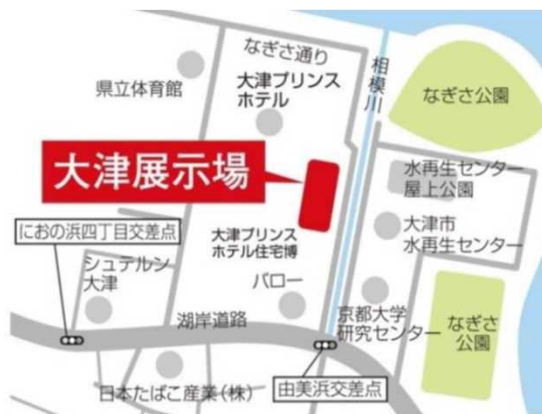 なぎさ通り
県立体育館
大津プリンス
ホテル
相模川
なぎさ公園
大津展示場
水再生センター
屋上公園
におの浜四丁目交差点
大津プリンス
ホテル住宅博
大津市
水再生センター
シュテルン
大津
バロー
湖岸道路
京都大学
研究センター
なぎさ
公園
日本たばこ産業(株)
由美浜交差点